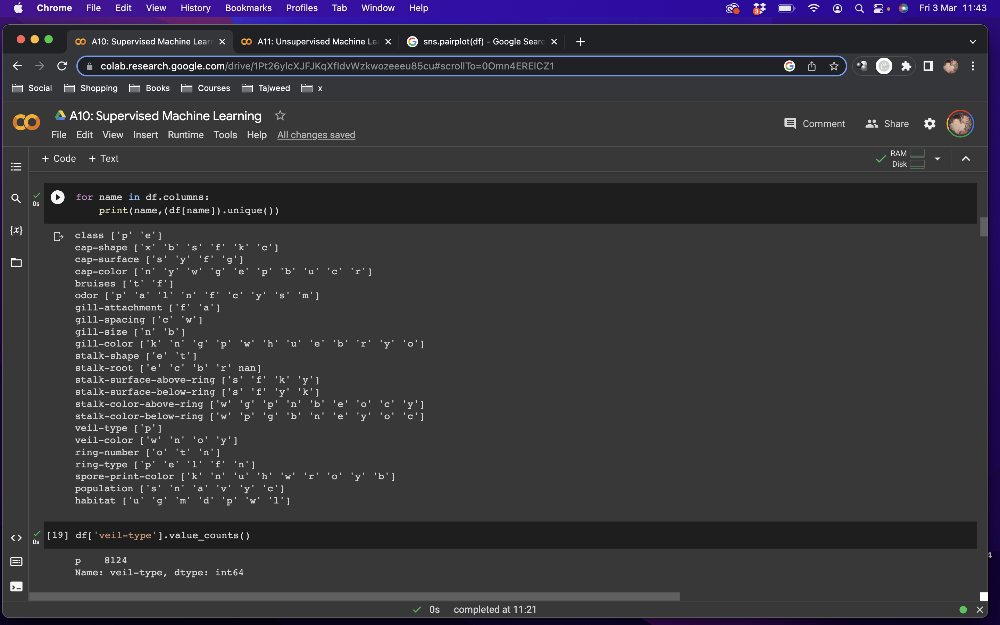 Chrome File Edit View History Bookmarks Profiles Tab Window Help 3 Fri 3 Mar 11:43
A10: Supervised Machine Learn A11: Unsupervised Machine Le sns.pairplot(df) - Google Searc
colab.research.google.com/drive/1Pt26ylcXJFJKqXfIdvWzkwozeeeu85cu#scrollTo=0Omn4ERElCZ1
Social Shopping Books Courses Tajweed x
A10: Supervised Machine Learning
Comment Share
File Edit View Insert Runtime Tools Help All changes saved
+ Code + Text RAM
Disk
for name in df.columns:
0s
print(name,(df[name]).unique())
class ['p' 'e']
cap-shape ['x' 'b' 's' 'f' 'k' 'c']
cap-surface ['s' 'y' 'f' 'g']
cap-color ['n' 'y' 'w' 'g' 'e' 'p' 'b' 'u' 'c' 'r']
bruises ['t' 'f']
odor ['p' 'a' 'l' 'n' 'f' 'c' 'y' 's' 'm']
gill-attachment ['f' 'a']
gill-spacing ['c' 'w']
gill-size ['n' 'b']
gill-color ['k' 'n' 'g' 'p' 'w' 'h' 'u' 'e' 'b' 'r' 'y' 'o']
stalk-shape ['e' 't']
stalk-root ['e' 'c' 'b' 'r' nan]
stalk-surface-above-ring ['s' 'f' 'k' 'y']
stalk-surface-below-ring ['s' 'f' 'y' 'k']
stalk-color-above-ring ['w' 'g' 'p' 'n' 'b' 'e' 'o' 'c' 'y']
stalk-color-below-ring ['w' 'p' 'g' 'b' 'n' 'e' 'y' 'o' 'c']
veil-type ['p']
veil-color ['w' 'n' 'o' 'y']
ring-number ['o' 't' 'n']
ring-type ['p' 'e' 'l' 'f' 'n']
spore-print-color ['k' 'n' 'u' 'h' 'w' 'r' 'o' 'y' 'b']
population ['s' 'n' 'a' 'v' 'y' 'c']
habitat ['u' 'g' 'm' 'd' 'p' 'w' 'l']
[19] df['veil-type'].value_counts()
0s
p    8124
Name: veil-type, dtype: int64
0s completed at 11:21